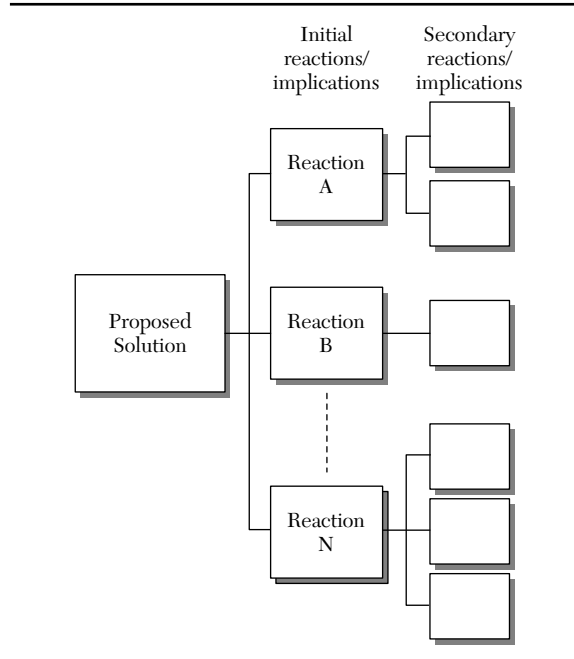 Initial
reactions/
implications
Secondary
reactions/
implications
Reaction
A
Proposed
Solution
Reaction
B
Reaction
N